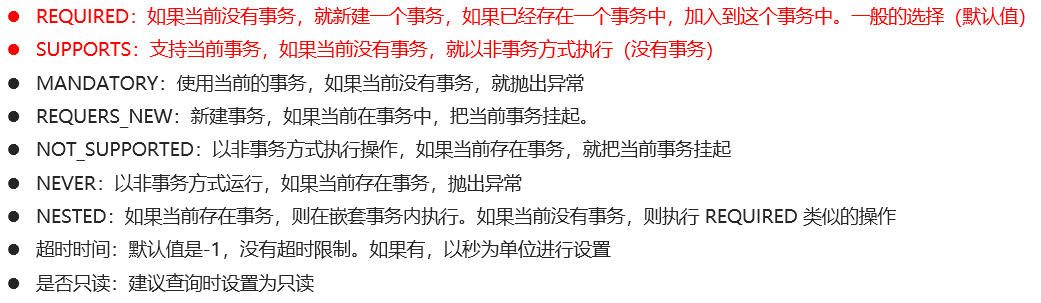 ● REQUIRED：如果当前没有事务，就新建一个事务，如果已经存在一个事务中，加入到这个事务中。一般的选择（默认值）
● SUPPORTS：支持当前事务，如果当前没有事务，就以非事务方式执行（没有事务）
● MANDATORY：使用当前的事务，如果当前没有事务，就抛出异常
● REQUERS_NEW：新建事务，如果当前在事务中，把当前事务挂起。
● NOT_SUPPORTED：以非事务方式执行操作，如果当前存在事务，就把当前事务挂起
● NEVER：以非事务方式运行，如果当前存在事务，抛出异常
● NESTED：如果当前存在事务，则在嵌套事务内执行。如果当前没有事务，则执行 REQUIRED 类似的操作
● 超时时间：默认值是-1，没有超时限制。如果有，以秒为单位进行设置
● 是否只读：建议查询时设置为只读